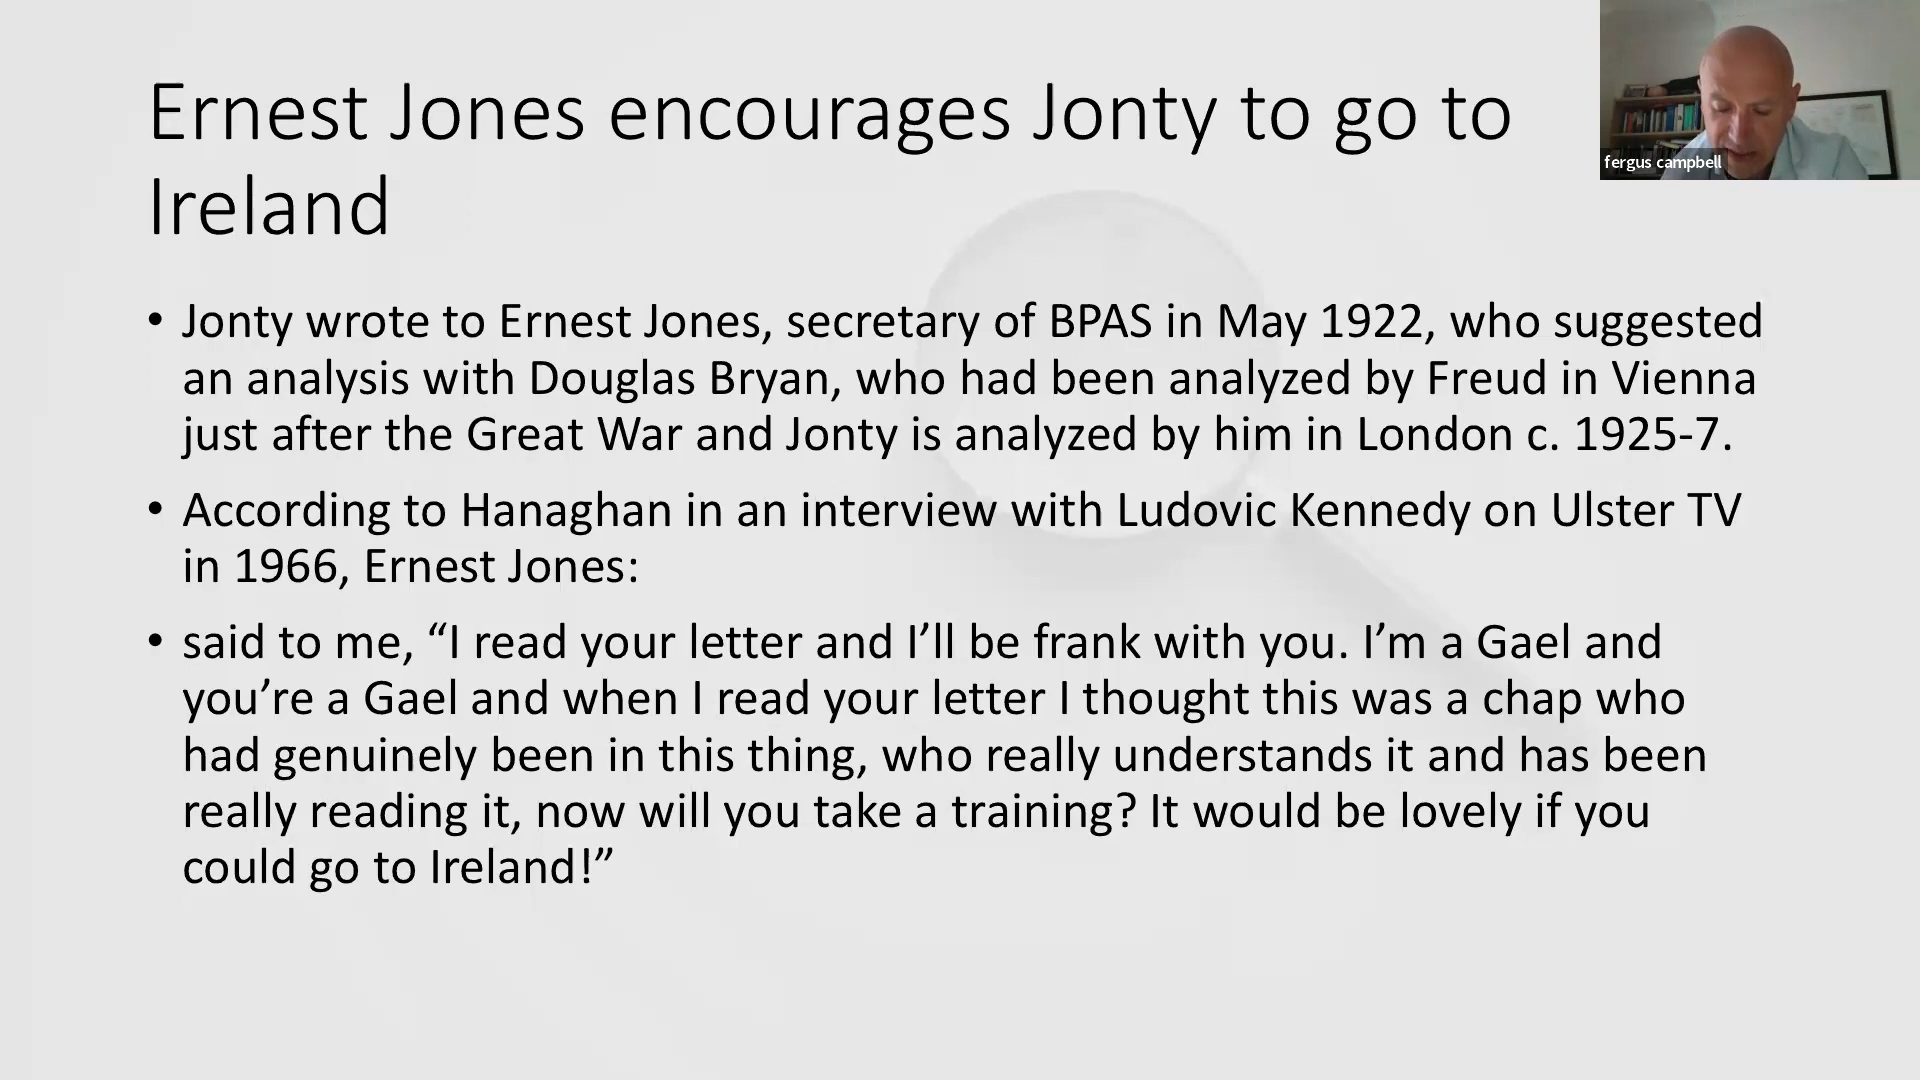 Ernest Jones encourages Jonty to go to
Ireland
fergus campbell
• Jonty wrote to Ernest Jones, secretary of BPAS in May 1922, who suggested
an analysis with Douglas Bryan, who had been analyzed by Freud in Vienna
just after the Great War and Jonty is analyzed by him in London c. 1925-7.
• According to Hanaghan in an interview with Ludovic Kennedy on Ulster TV
in 1966, Ernest Jones:
• said to me, “I read your letter and I’ll be frank with you. I’m a Gael and
you’re a Gael and when I read your letter I thought this was a chap who
had genuinely been in this thing, who really understands it and has been
really reading it, now will you take a training? It would be lovely if you
could go to Ireland!”